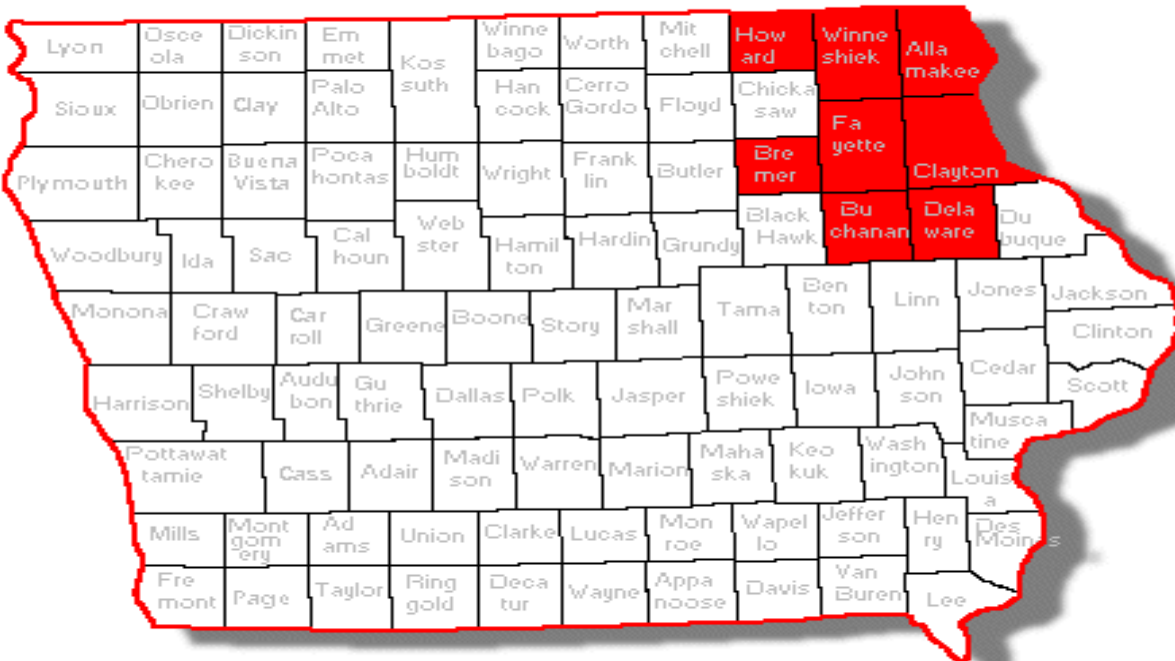 Lyon
Osce
ola
Dickin
son
Em
met
Kos
suth
Winne
bago
Worth
Mit
chell
How
ard
Winne
shiek
Alla
makee
Sioux
Obrien
Clay
Palo
Alto
Han
cock
Cerro
Gordo
Floyd
Chicka
saw
Fa
yette
Clayton
Plymouth
Chero
kee
Buena
Vista
Poca
hontas
Hum
boldt
Wright
Frank
lin
Butler
Bre
mer
Woodbury
Ida
Sac
Cal
houn
Web
ster
Hamil
ton
Hardin
Grundy
Black
Hawk
Bu
chanan
Dela
ware
Du
buque
Monona
Craw
ford
Car
roll
Greene
Boone
Story
Mar
shall
Tama
Ben
ton
Linn
Jones
Jackson
Clinton
Harrison
Shelby
Audu
bon
Gu
thrie
Dallas
Polk
Jasper
Powe
shiek
Iowa
John
son
Cedar
Scott
Musca
tine
Pottawat
tamie
Cass
Adair
Madi
son
Warren
Marion
Maha
ska
Keo
kuk
Wash
ington
Louis
a
Mills
Mont
gom
ery
Ad
ams
Union
Clarke
Lucas
Mon
roe
Wapel
lo
Jeffer
son
Hen
ry
Des
Moines
Fre
mont
Page
Taylor
Ring
gold
Deca
tur
Wayne
Appa
noose
Davis
Van
Buren
Lee